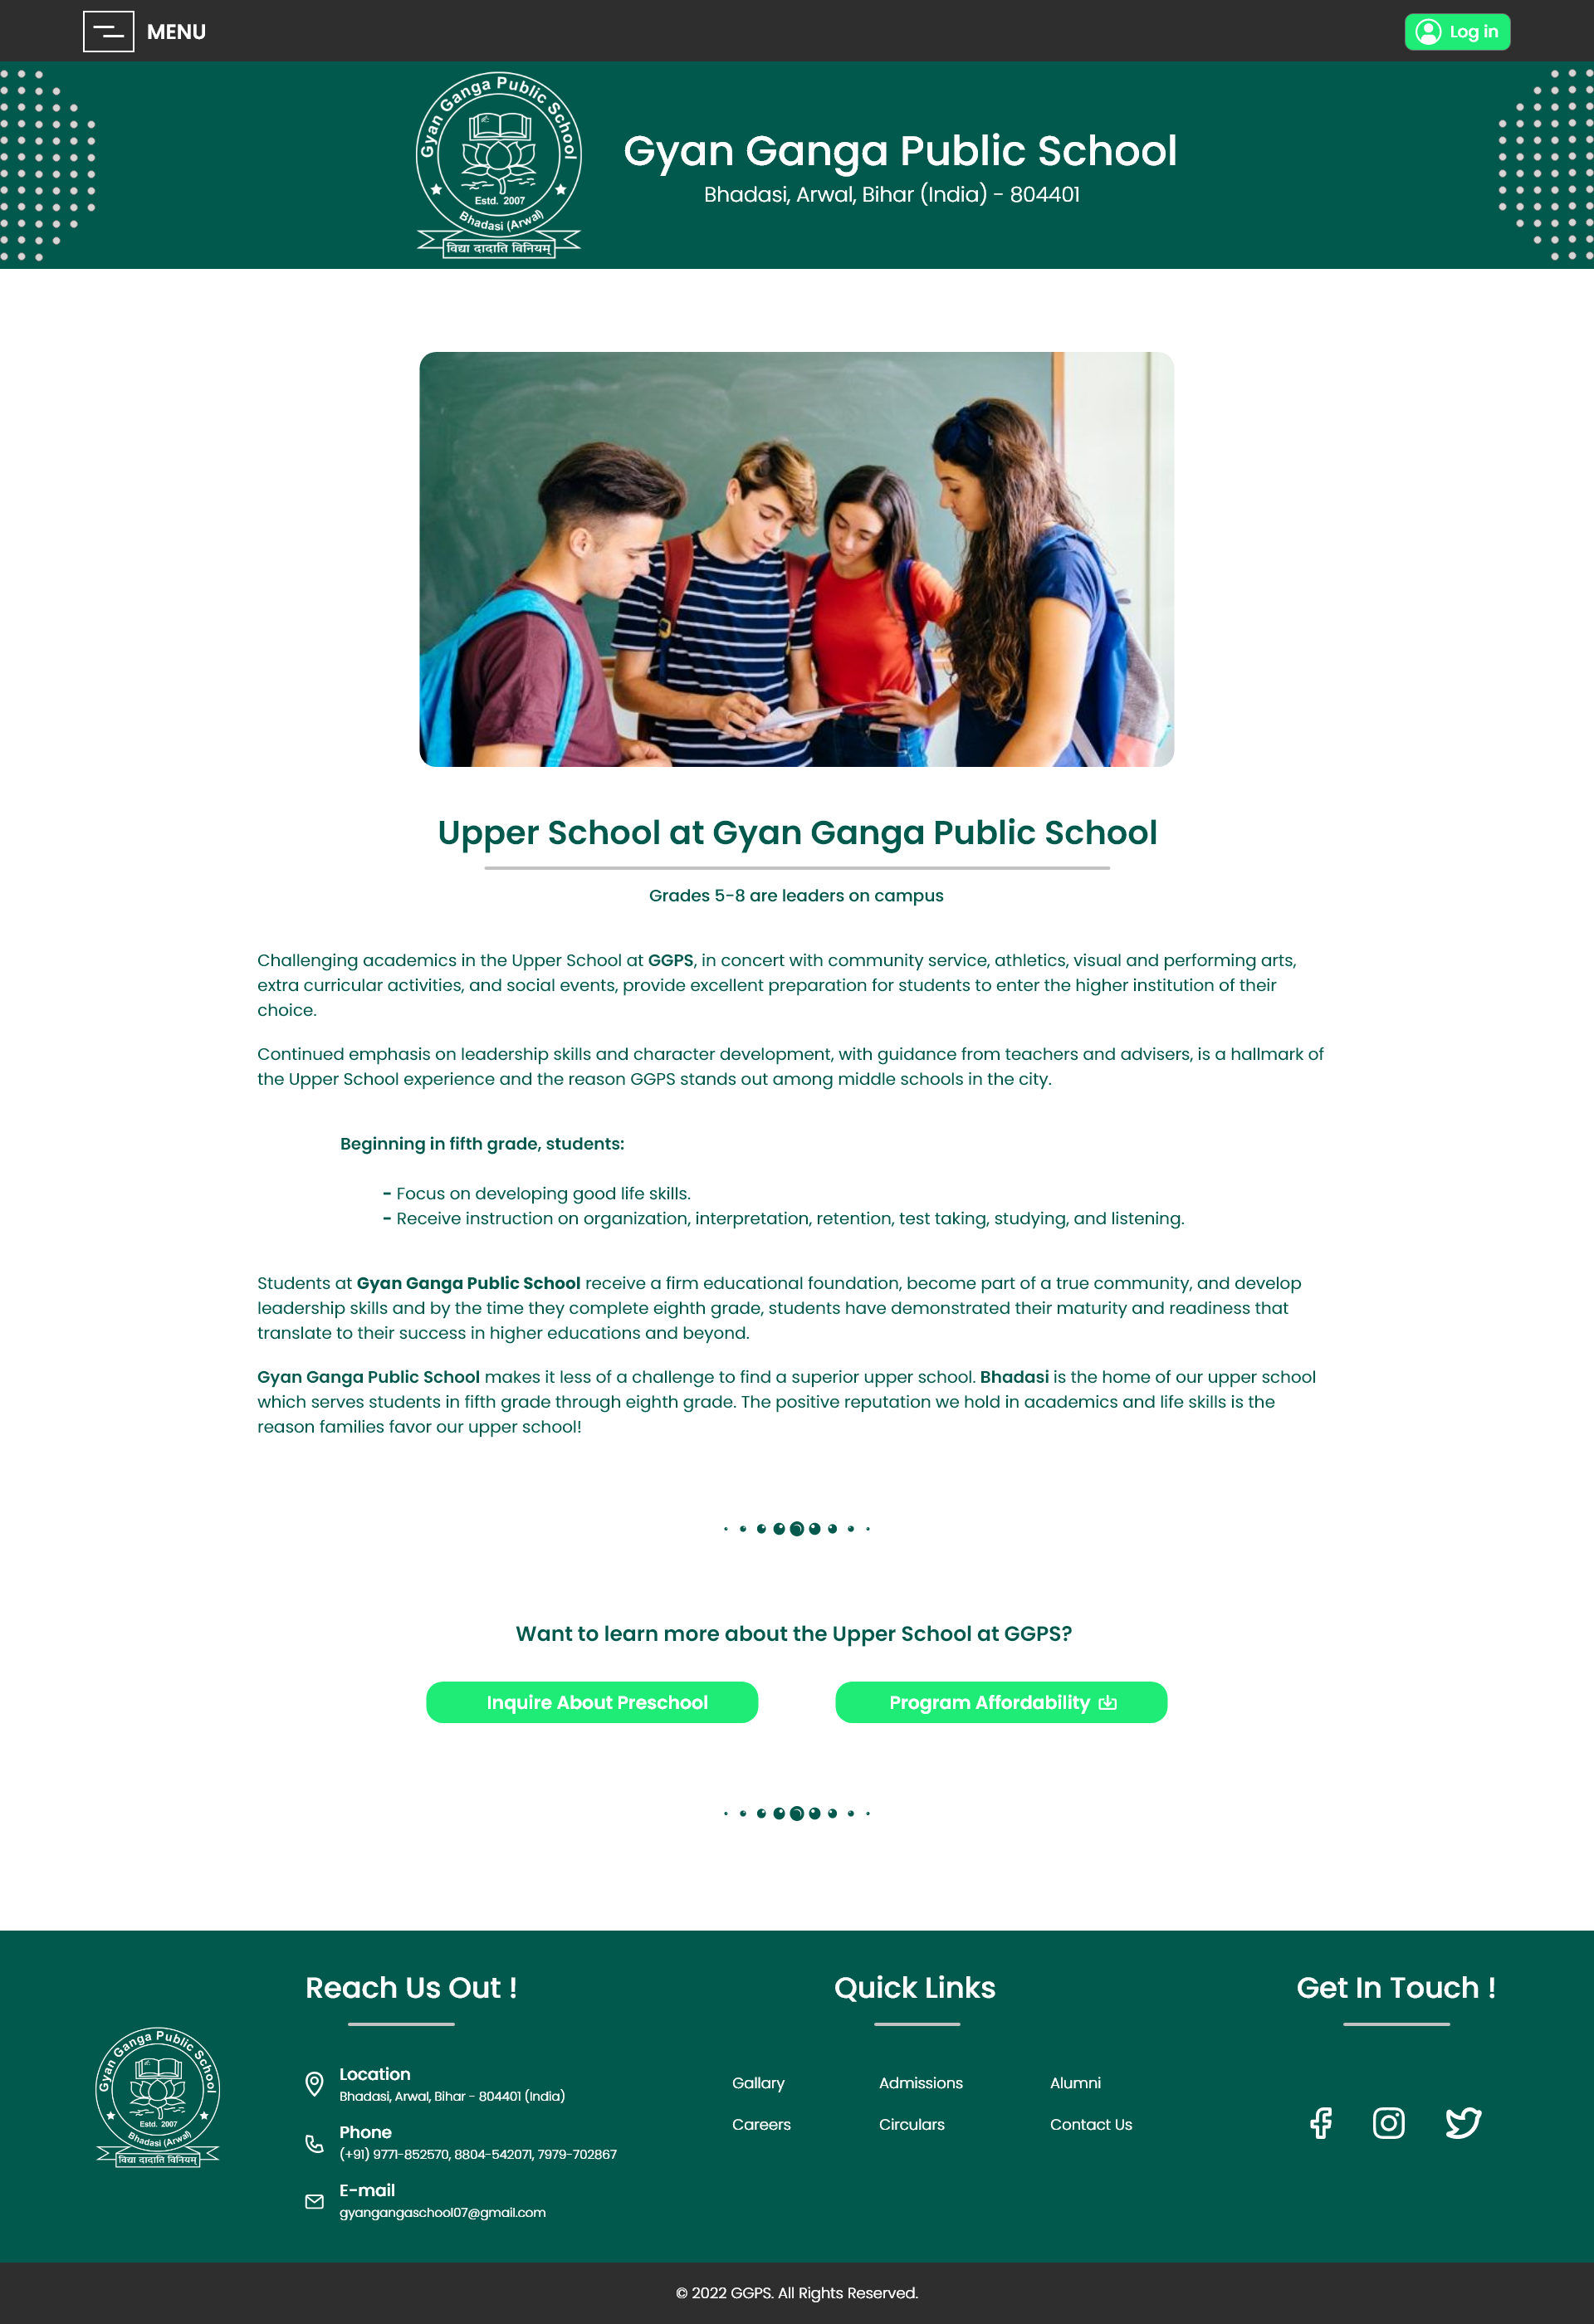 MENU
Log in
Gyan Ganga Public School
Estd. 2007
Bhadasi (Arwal)
विद्या दादाति विनियम्
Gyan Ganga Public School
Bhadasi, Arwal, Bihar (India) - 804401
Upper School at Gyan Ganga Public School
Grades 5-8 are leaders on campus
Challenging academics in the Upper School at GGPS, in concert with community service, athletics, visual and performing arts,
extra curricular activities, and social events, provide excellent preparation for students to enter the higher institution of their
choice.
Continued emphasis on leadership skills and character development, with guidance from teachers and advisers, is a hallmark of
the Upper School experience and the reason GGPS stands out among middle schools in the city.
Beginning in fifth grade, students:
- Focus on developing good life skills.
- Receive instruction on organization, interpretation, retention, test taking, studying, and listening.
Students at Gyan Ganga Public School receive a firm educational foundation, become part of a true community, and develop
leadership skills and by the time they complete eighth grade, students have demonstrated their maturity and readiness that
translate to their success in higher educations and beyond.
Gyan Ganga Public School makes it less of a challenge to find a superior upper school. Bhadasi is the home of our upper school
which serves students in fifth grade through eighth grade. The positive reputation we hold in academics and life skills is the
reason families favor our upper school!
Want to learn more about the Upper School at GGPS?
Inquire About Preschool
Program Affordability
Gyan Ganga Public School
Estd. 2007
Bhadasi (Arwal)
विद्या दादाति विनियम्
Reach Us Out !
Location
Bhadasi, Arwal, Bihar - 804401 (India)
Phone
(+91) 9771-852570, 8804-542071, 7979-702867
E-mail
gyangangaschool07@gmail.com
Quick Links
Gallary Admissions Alumni
Careers Circulars Contact Us
Get In Touch !
© 2022 GGPS. All Rights Reserved.